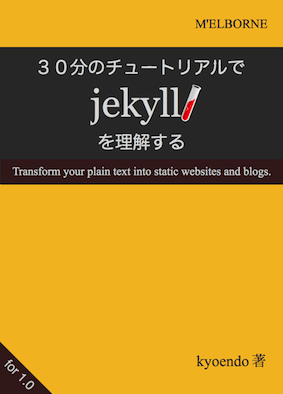 M'ELBORNE
３０分のチュートリアルで
jekyll
を理解する
Transform your plain text into static websites and blogs.
for 1.0
kyoendo 著